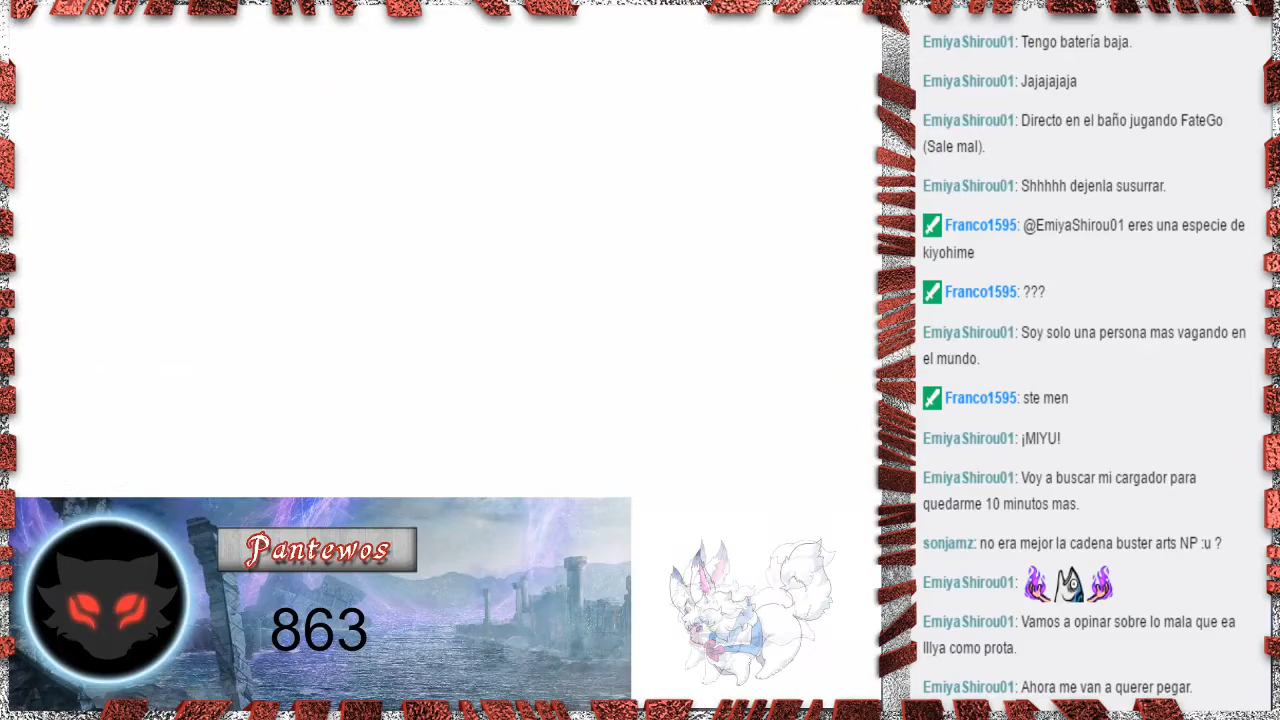 EmiyaShirou01: Tengo batería baja.
EmiyaShirou01: Jajajajaja
EmiyaShirou01: Directo en el baño jugando FateGo
(Sale mal).
EmiyaShirou01: Shhhhh dejenla susurrar.
Franco1595: @EmiyaShirou01 eres una especie de
kiyohime
Franco1595: ???
EmiyaShirou01: Soy solo una persona mas vagando en
el mundo.
Franco1595: ste men
EmiyaShirou01: ¡MIYU!
EmiyaShirou01: Voy a buscar mi cargador para
quedarme 10 minutos mas.
sonjamz: no era mejor la cadena buster arts NP :u ?
EmiyaShirou01:
EmiyaShirou01: Vamos a opinar sobre lo mala que ea
Illya como prota.
EmiyaShirou01: Ahora me van a querer pegar.
Pantewos
863